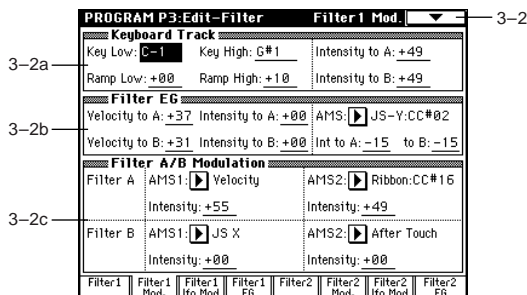 PROGRAM P3:Edit-Filter Filter1 Mod. 3–2
Keyboard Track
Key Low: C-1 Key High: G#1 Intensity to A: +49
3–2a
Ramp Low: +00 Ramp High: +10 Intensity to B: +49
Filter EG
Velocity to A: +37 Intensity to A: +00 AMS: JS-Y:CC#02
3–2b
Velocity to B: +31 Intensity to B: +00 Int to A: -15 to B: -15
Filter A/B Modulation
Filter A AMS1: Velocity AMS2: Ribbon:CC#16
Intensity: +55 Intensity: +49
3–2c
Filter B AMS1: JS X AMS2: After Touch
Intensity: +00 Intensity: +00
Filter1 Filter1 Mod. Filter1 lfo Mod Filter1 EG Filter2 Filter2 Mod. Filter2 lfo Mod Filter2 EG